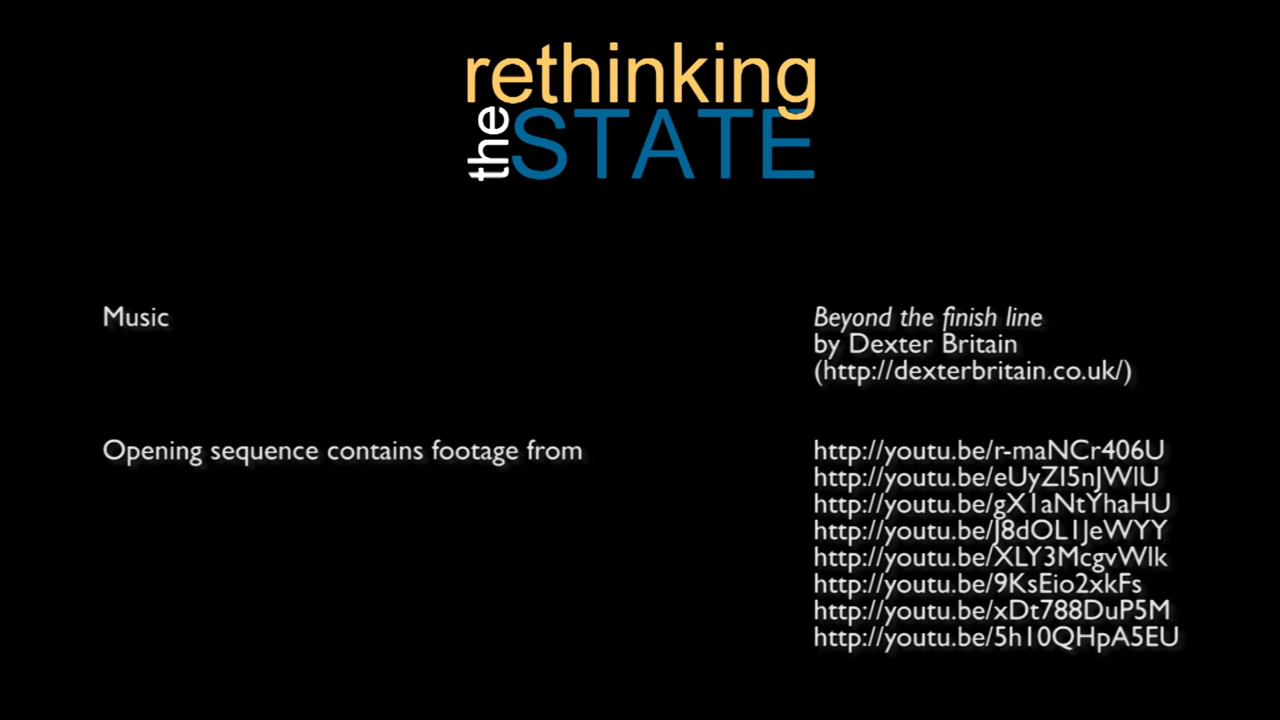 rethinking
the STATE
Music
Beyond the finish line
by Dexter Britain
(http://dexterbritain.co.uk/)
Opening sequence contains footage from
http://youtu.be/r-maNCr406U
http://youtu.be/eUyZI5nJWlU
http://youtu.be/gX1aNtYhaHU
http://youtu.be/J8dOL1JeWYY
http://youtu.be/XLY3McgvWlk
http://youtu.be/9KsEio2xkFs
http://youtu.be/xDt788DuP5M
http://youtu.be/5h10QHpA5EU